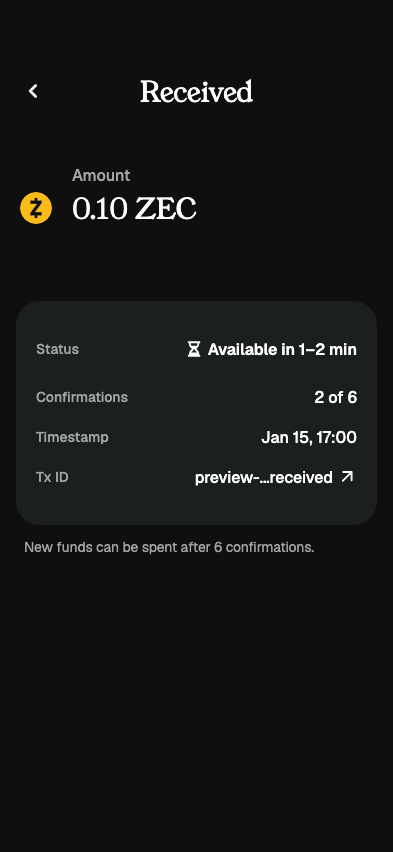 Received
Amount
0.10 ZEC
Status Available in 1–2 min
Confirmations 2 of 6
Timestamp Jan 15, 17:00
Tx ID preview-...received
New funds can be spent after 6 confirmations.